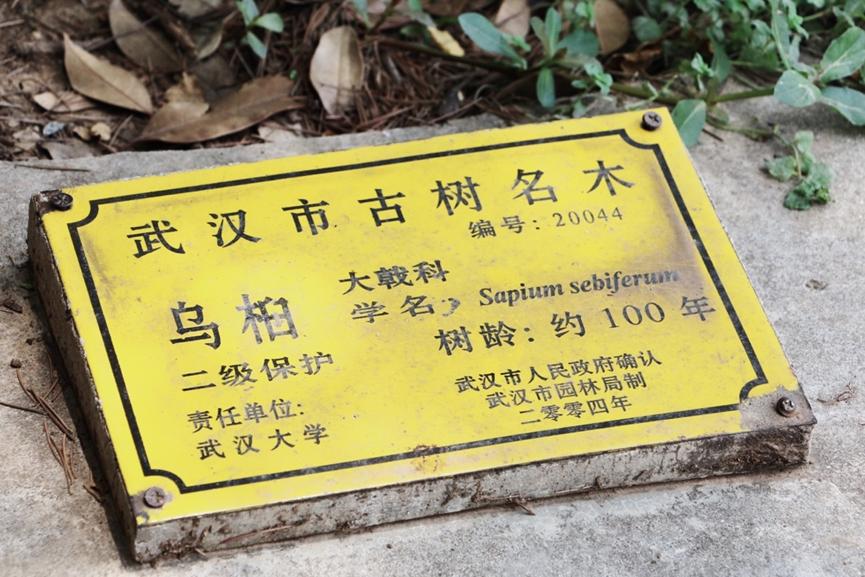 武汉市古树名木
编号: 20044
乌桕
大戟科
学名, Sapium sebiferum
树龄: 约 100 年
二级保护
责任单位:
武汉大学
武汉市人民政府确认
武汉市园林局制
二零零四年